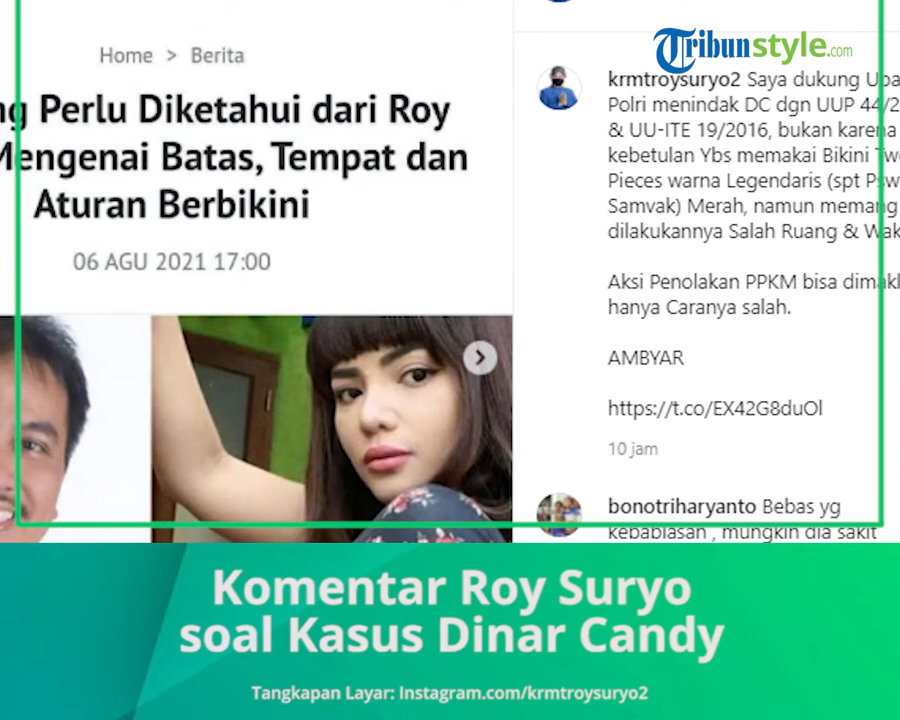 Tribunstyle.com
Home > Berita
Perlu Diketahui dari Roy
Mengenai Batas, Tempat dan
Aturan Berbikini
06 AGU 2021 17:00
krmtroysuryo2 Saya dukung
Polri menindak DC dgn UUP
& UU-ITE 19/2016, bukan karena
kebetulan Ybs memakai Bikini
Pieces warna Legendaris (spt
Samvak) Merah, namun memang
dilakukannya Salah Ruang &
Aksi Penolakan PPKM bisa
hanya Caranya salah.
AMBYAR
https://t.co/EX42G8duOl
10 jam
bonotriharyanto Bebas yg
kebablasan , mungkin dia sakit
Komentar Roy Suryo
soal Kasus Dinar Candy
Tangkapan Layar: Instagram.com/krmtroysuryo2